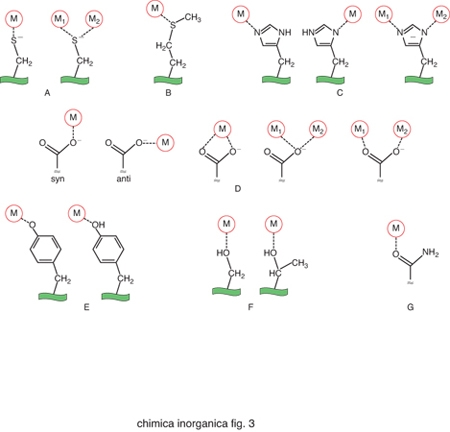 M M₁ M₂ M M M M₁ M₂
S⁻ S⁻ S CH₃ N NH HN N N N
H₂C
CH₂ CH₂ CH₂ CH₂ CH₂ CH₂
A B C
M M M₁ M₂ M₁ M₂
O O⁻ O O⁻ M O O⁻ O O⁻ O O⁻
syn anti D
M M M M M
O OH HO HO O NH₂
CH₃
CH₂ CH₂ CH₂ HC
E F G
chimica inorganica fig. 3